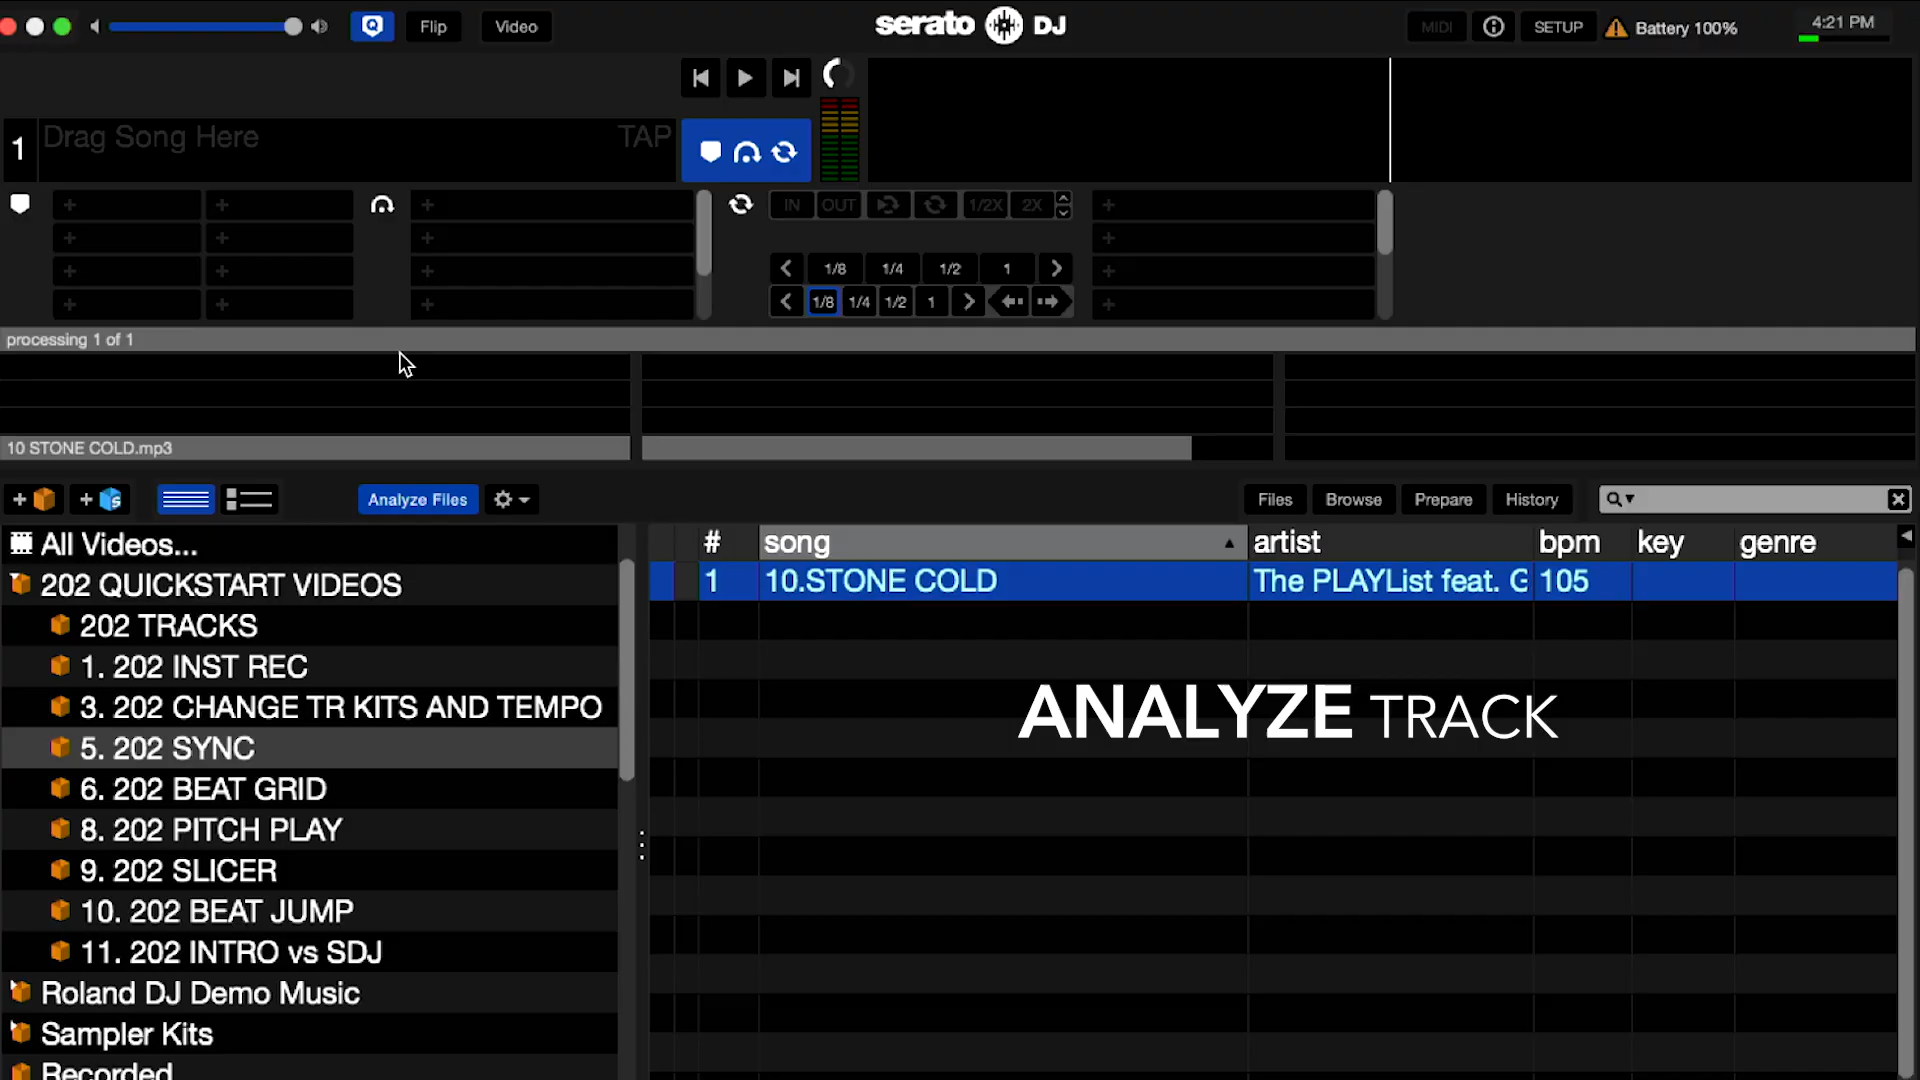 Flip
Video
serato DJ
MIDI
SETUP
Battery 100%
4:21 PM
1
Drag Song Here
TAP
IN
OUT
1/2X
2X
1/8
1/4
1/2
1
1/8
1/4
1/2
1
processing 1 of 1
10 STONE COLD.mp3
Analyze Files
Files
Browse
Prepare
History
# song artist bpm key genre
1 10.STONE COLD The PLAYList feat. G 105
All Videos...
202 QUICKSTART VIDEOS
202 TRACKS
1. 202 INST REC
3. 202 CHANGE TR KITS AND TEMPO
5. 202 SYNC
6. 202 BEAT GRID
8. 202 PITCH PLAY
9. 202 SLICER
10. 202 BEAT JUMP
11. 202 INTRO vs SDJ
Roland DJ Demo Music
Sampler Kits
Recorded
ANALYZE TRACK